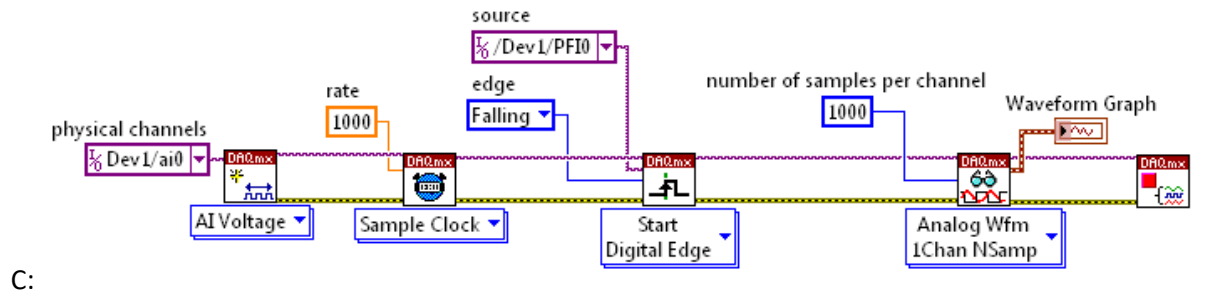 source
/Dev1/PFI0
edge
Falling
number of samples per channel
1000
Waveform Graph
rate
1000
physical channels
Dev1/ai0
DAQmx
AI Voltage
DAQmx
Sample Clock
DAQmx
Start
Digital Edge
DAQmx
Analog Wfm
1Chan NSamp
DAQmx
C: